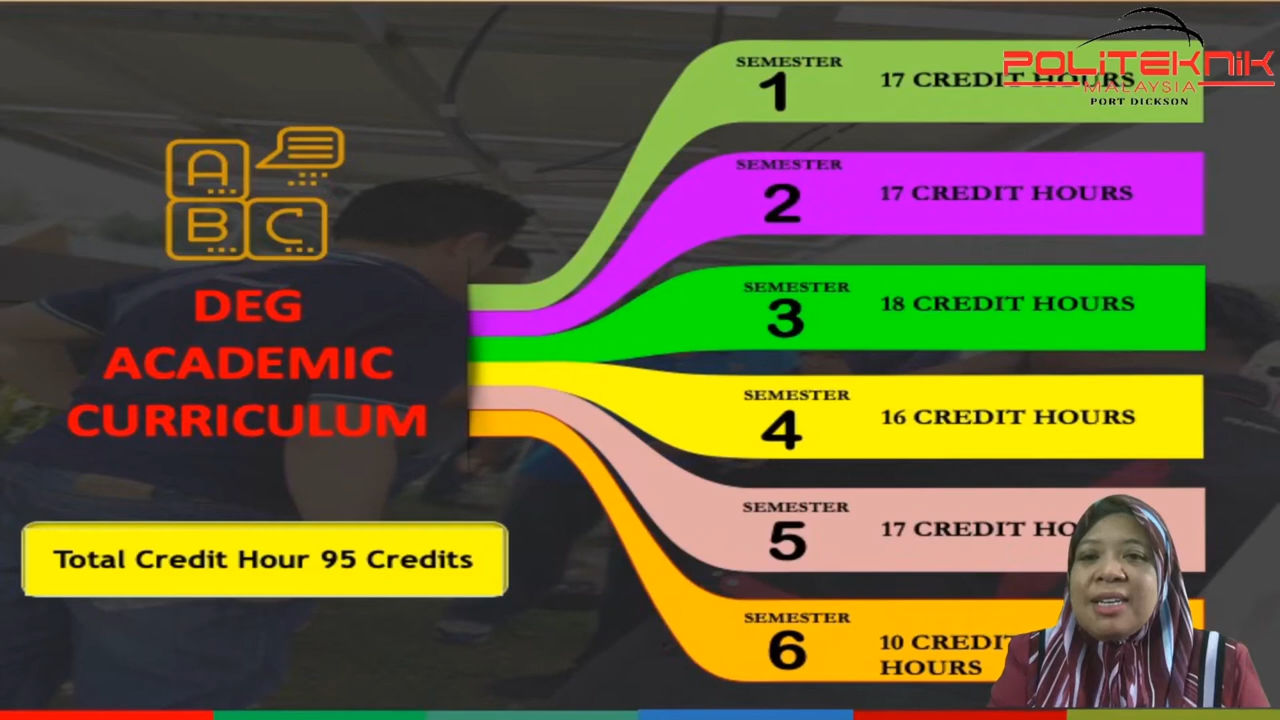 POLITEKNIK
MALAYSIA
PORT DICKSON
A
B C
DEG
ACADEMIC
CURRICULUM
Total Credit Hour 95 Credits
SEMESTER
1
17 CREDIT HOURS
SEMESTER
2
17 CREDIT HOURS
SEMESTER
3
18 CREDIT HOURS
SEMESTER
4
16 CREDIT HOURS
SEMESTER
5
17 CREDIT HO
SEMESTER
6
10 CREDIT
HOURS